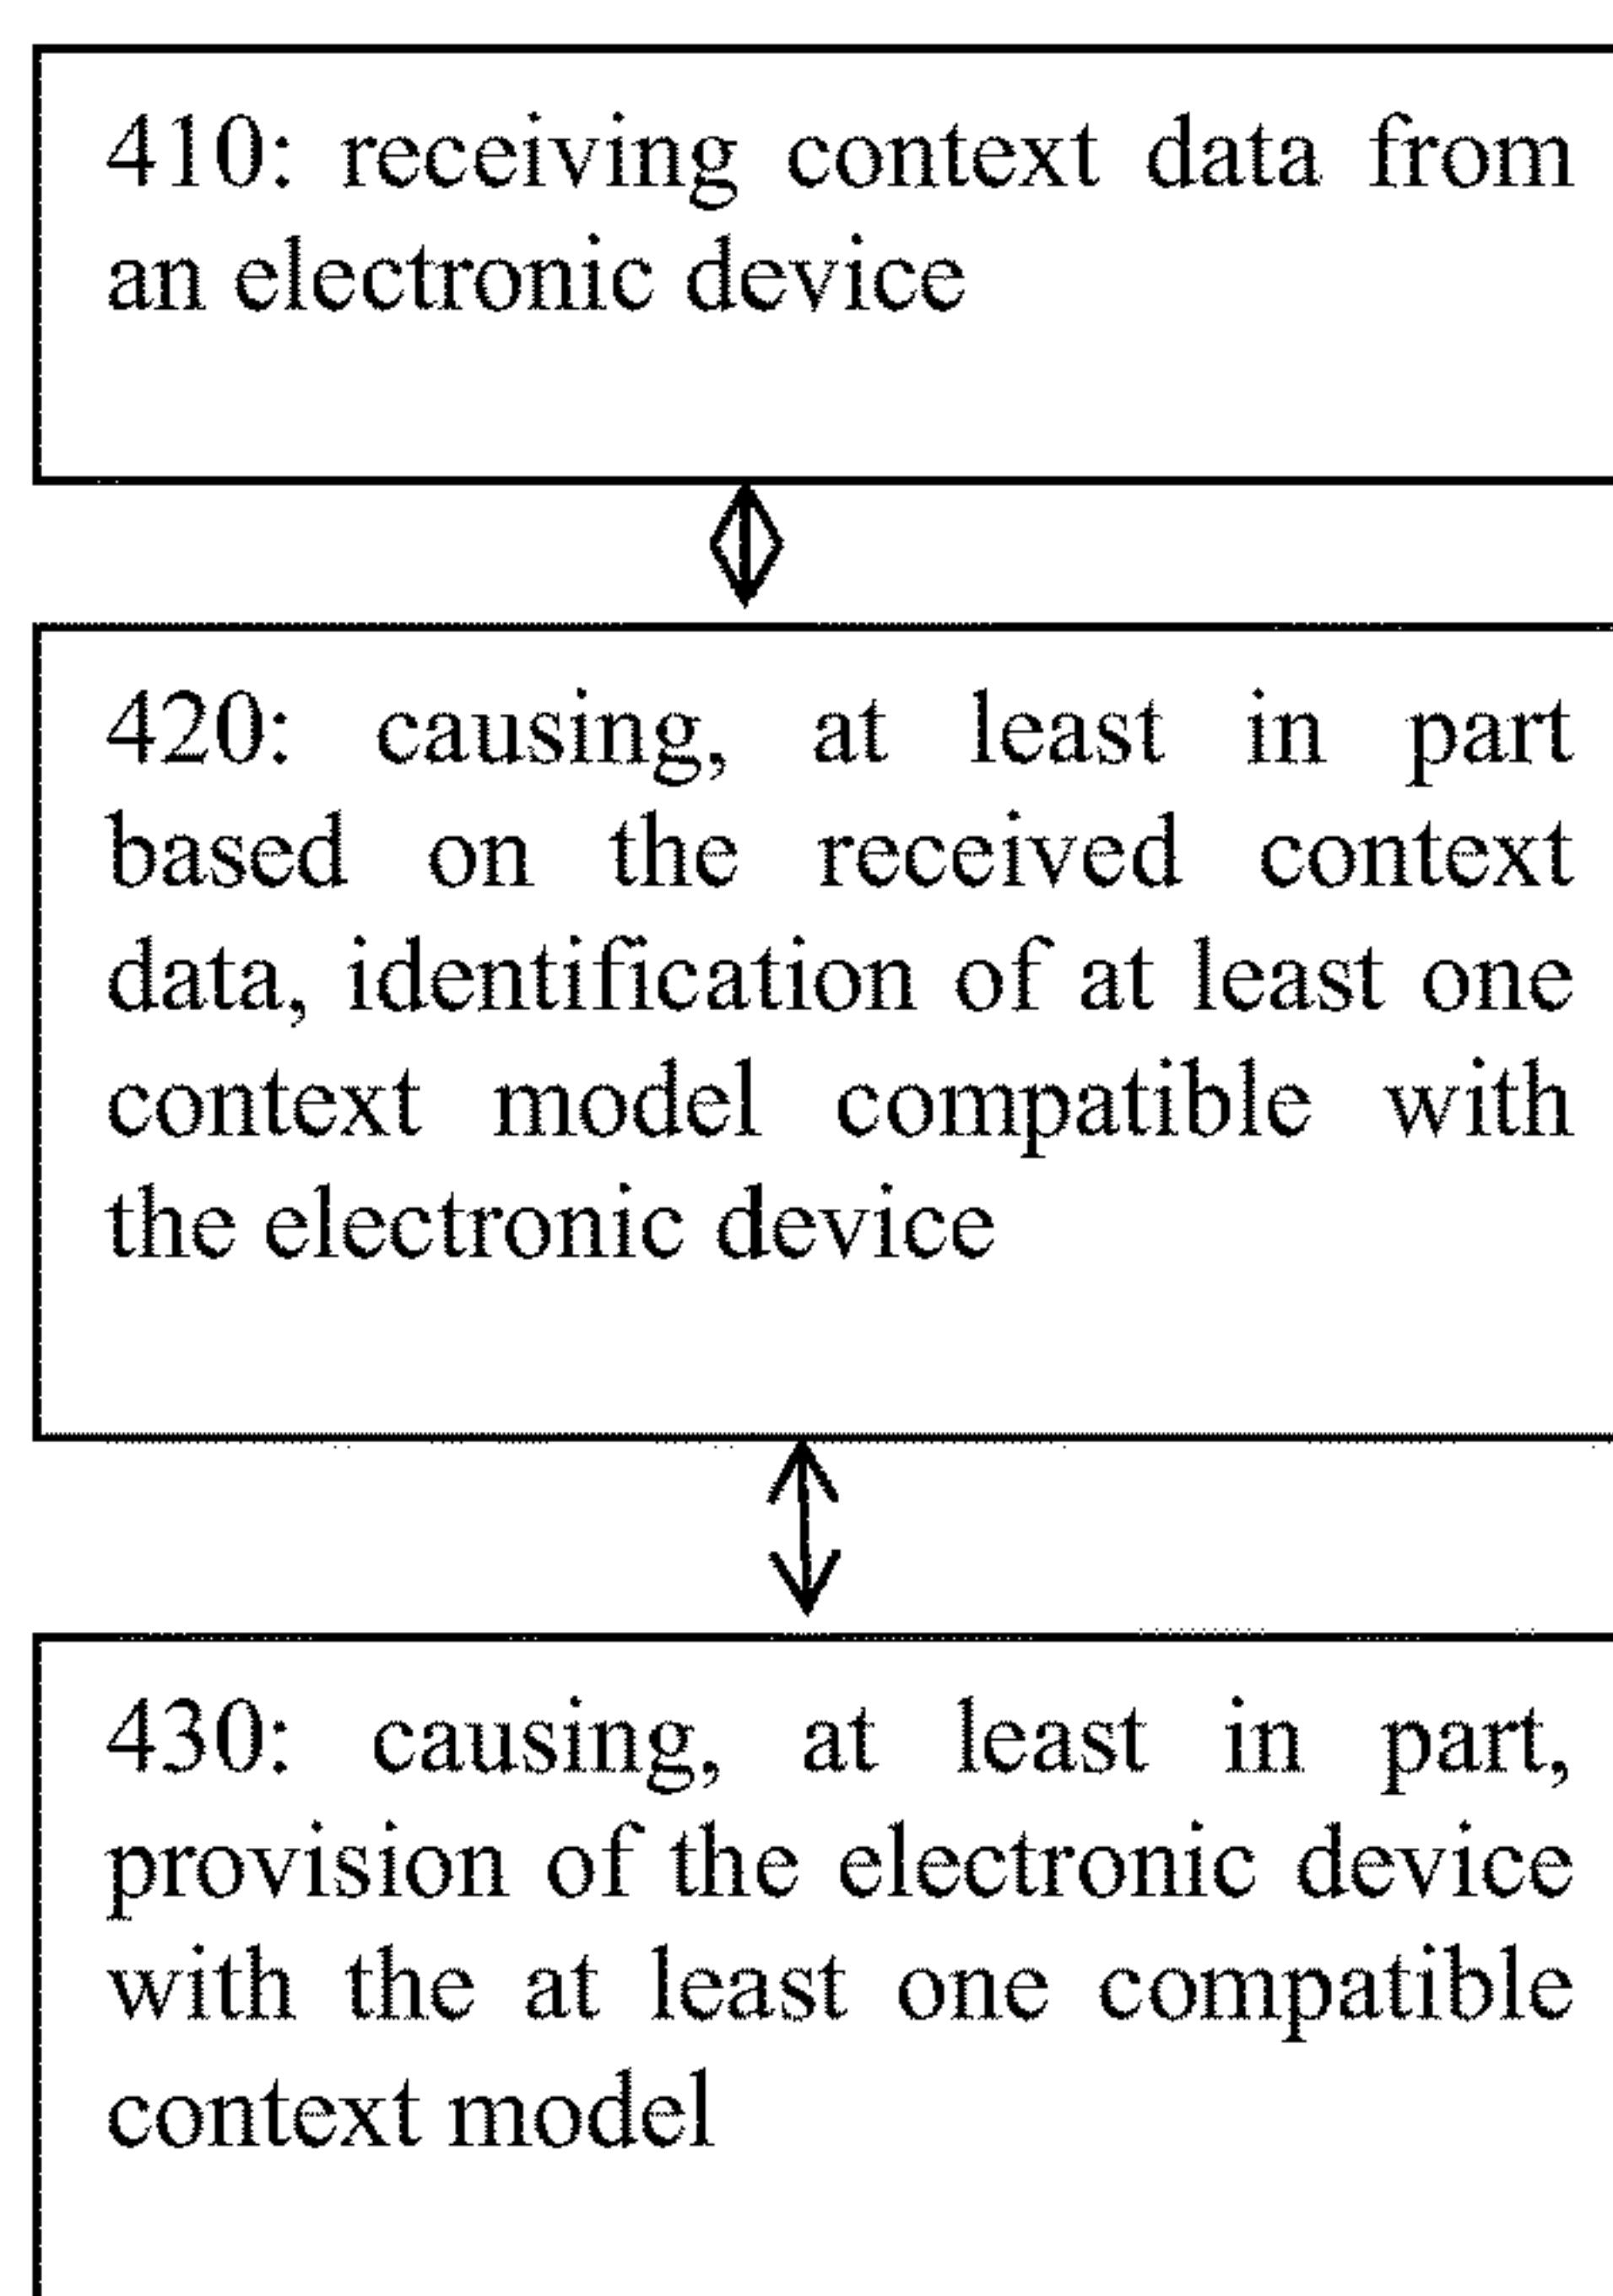 410: receiving context data from
an electronic device
420: causing, at least in part
based on the received context
data, identification of at least one
context model compatible with
the electronic device
430: causing, at least in part,
provision of the electronic device
with the at least one compatible
context model